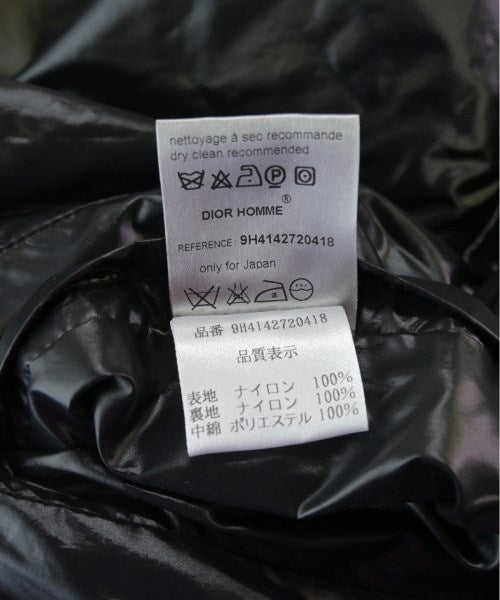 nettoyage à sec recommande
dry clean recommended
DIOR HOMME®
REFERENCE : 9H4142720418
only for Japan
品番 9H4142720418
品質表示
表地 ナイロン 100%
裏地 ナイロン 100%
中綿 ポリエステル 100%